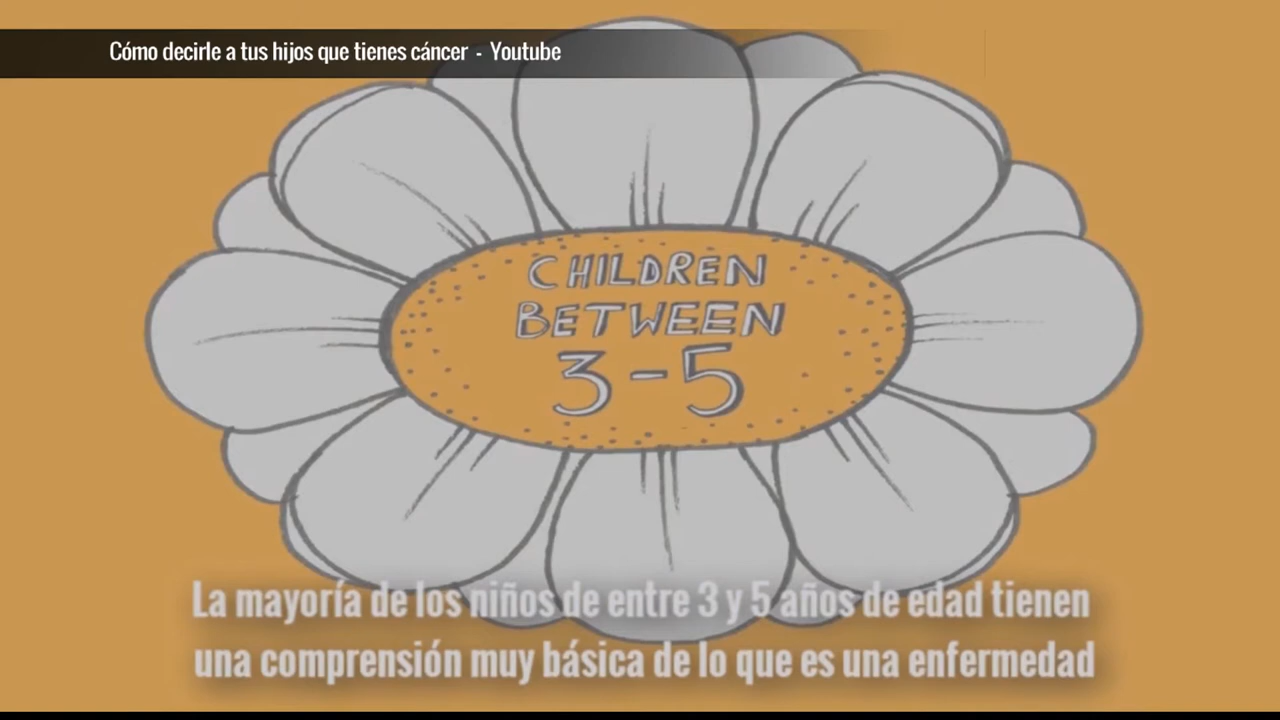 Cómo decirle a tus hijos que tienes cáncer - Youtube
CHILDREN
BETWEEN
3-5
La mayoría de los niños de entre 3 y 5 años de edad tienen
una comprensión muy básica de lo que es una enfermedad